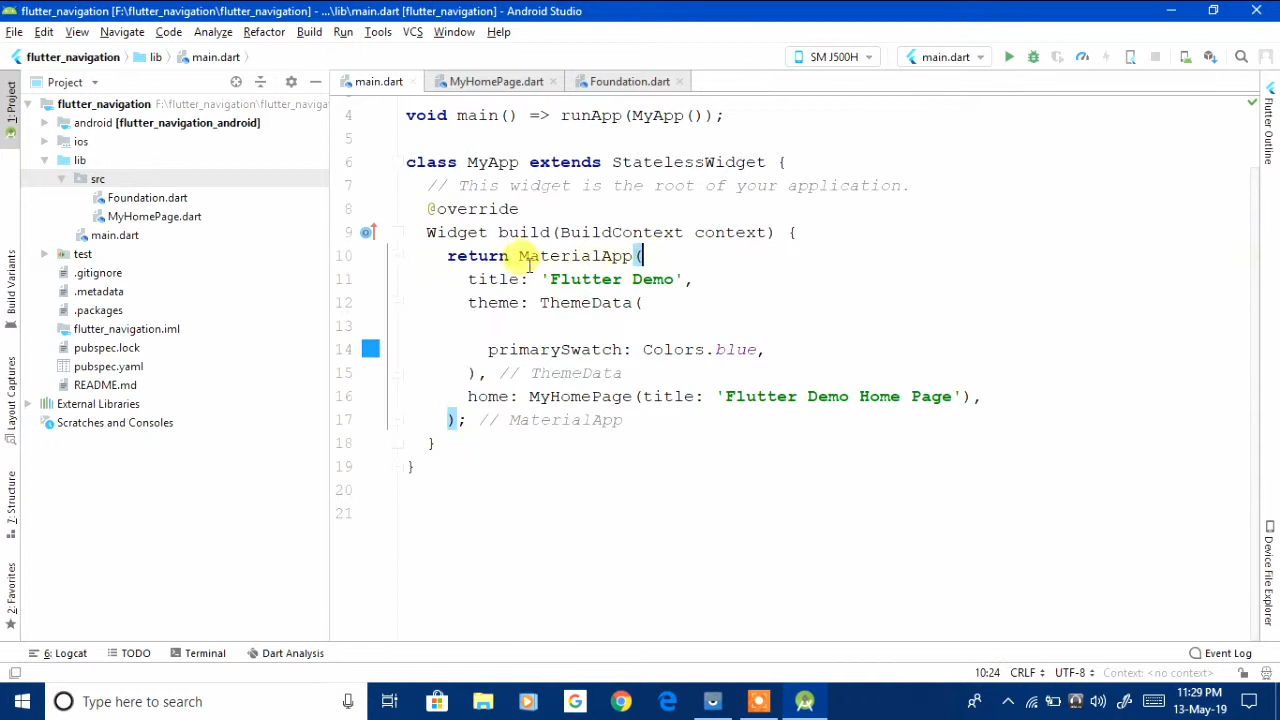 flutter_navigation [F:\flutter_navigation\flutter_navigation] - ...\lib\main.dart [flutter_navigation] - Android Studio
File Edit View Navigate Code Analyze Refactor Build Run Tools VCS Window Help
flutter_navigation lib main.dart SM J500H main.dart
Project main.dart MyHomePage.dart Foundation.dart
flutter_navigation F:\flutter_navigation\flutter_naviga
android [flutter_navigation_android]
ios
lib
src
Foundation.dart
MyHomePage.dart
main.dart
test
.gitignore
.metadata
.packages
flutter_navigation.iml
pubspec.lock
pubspec.yaml
README.md
External Libraries
Scratches and Consoles
1: Project
Build Variants
Layout Captures
7: Structure
2: Favorites
4 void main() => runApp(MyApp());
5
6 class MyApp extends StatelessWidget {
7 // This widget is the root of your application.
8 @override
9 Widget build(BuildContext context) {
10 return MaterialApp(
11 title: 'Flutter Demo',
12 theme: ThemeData(
13
14 primarySwatch: Colors.blue,
15 ), // ThemeData
16 home: MyHomePage(title: 'Flutter Demo Home Page'),
17 ); // MaterialApp
18 }
19 }
20
21
Flutter Outline
Device File Explorer
6: Logcat TODO Terminal Dart Analysis Event Log
10:24 CRLF UTF-8 Context: <no context>
Type here to search
11:29 PM
13-May-19